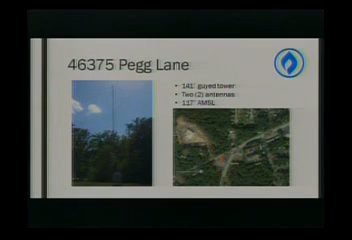 46375 Pegg Lane
• 141' guyed tower
• Two (2) antennas
• 117' AMSL